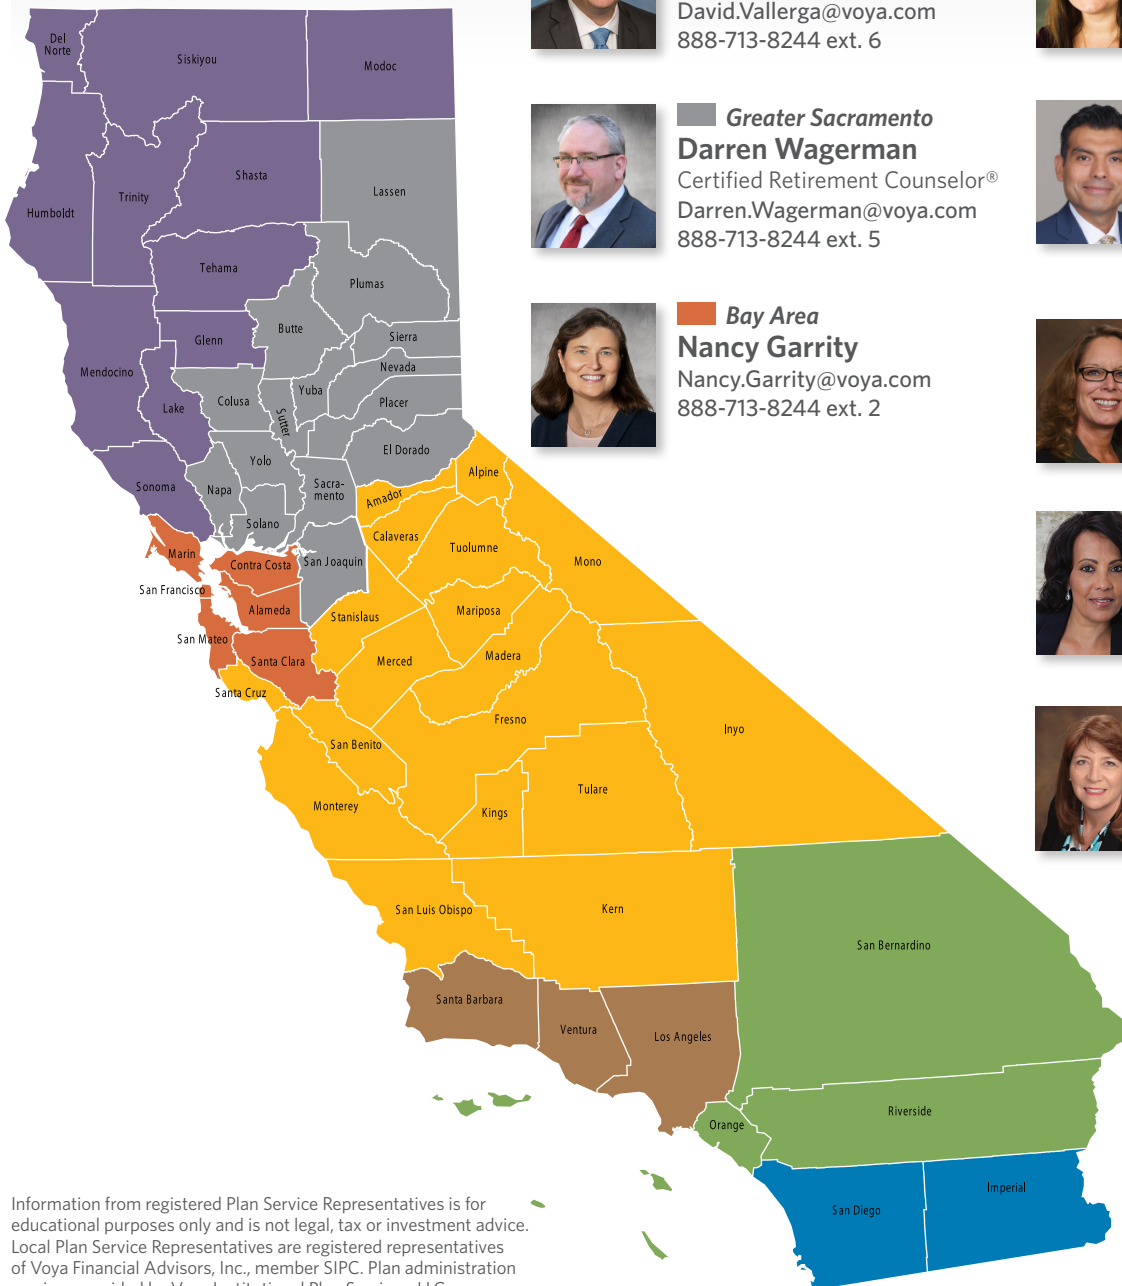 David.Vallerga@voya.com
888-713-8244 ext. 6
Greater Sacramento
Darren Wagerman
Certified Retirement Counselor®
Darren.Wagerman@voya.com
888-713-8244 ext. 5
Bay Area
Nancy Garrity
Nancy.Garrity@voya.com
888-713-8244 ext. 2
Del
Norte
Siskiyou
Modoc
Humboldt
Trinity
Shasta
Lassen
Tehama
Plumas
Mendocino
Glenn
Butte
Sierra
Nevada
Lake
Colusa
Sutter
Yuba
Placer
Sonoma
Napa
Yolo
Sacra-
mento
El Dorado
Solano
Amador
Alpine
Marin
Contra Costa
San Joaquin
Calaveras
Tuolumne
Mono
San Francisco
Alameda
Stanislaus
Mariposa
San Mateo
Santa Clara
Merced
Madera
Santa Cruz
Fresno
Inyo
San Benito
Monterey
Kings
Tulare
San Luis Obispo
Kern
San Bernardino
Santa Barbara
Ventura
Los Angeles
Orange
Riverside
San Diego
Imperial
Information from registered Plan Service Representatives is for
educational purposes only and is not legal, tax or investment advice.
Local Plan Service Representatives are registered representatives
of Voya Financial Advisors, Inc., member SIPC. Plan administration